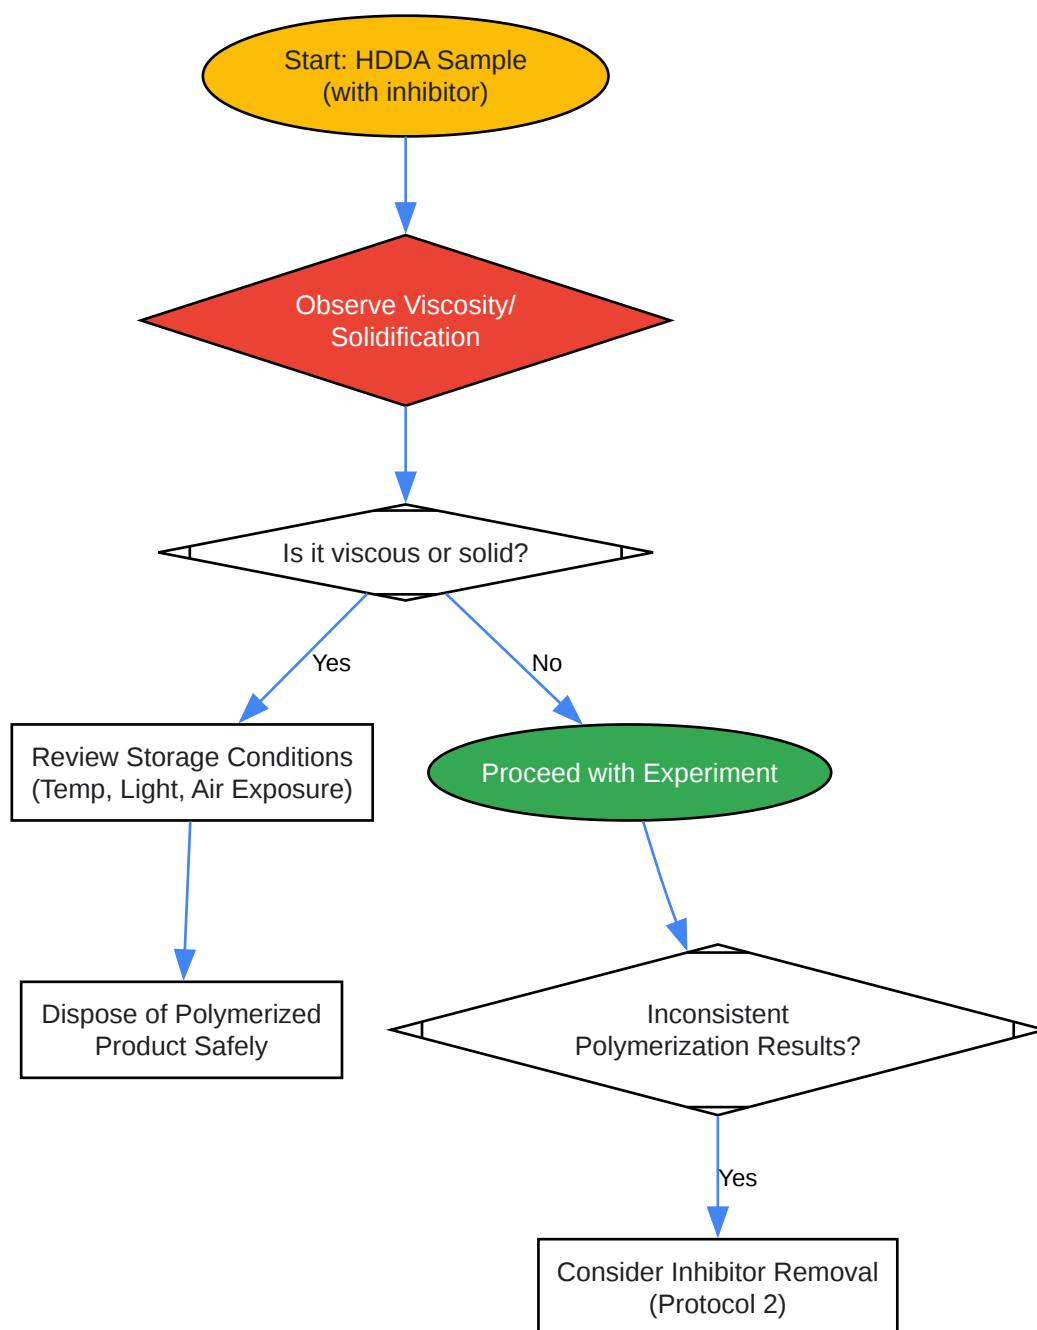 Start: HDDA Sample
(with inhibitor)
Observe Viscosity/
Solidification
Is it viscous or solid?
Yes
No
Review Storage Conditions
(Temp, Light, Air Exposure)
Proceed with Experiment
Dispose of Polymerized
Product Safely
Inconsistent
Polymerization Results?
Yes
Consider Inhibitor Removal
(Protocol 2)